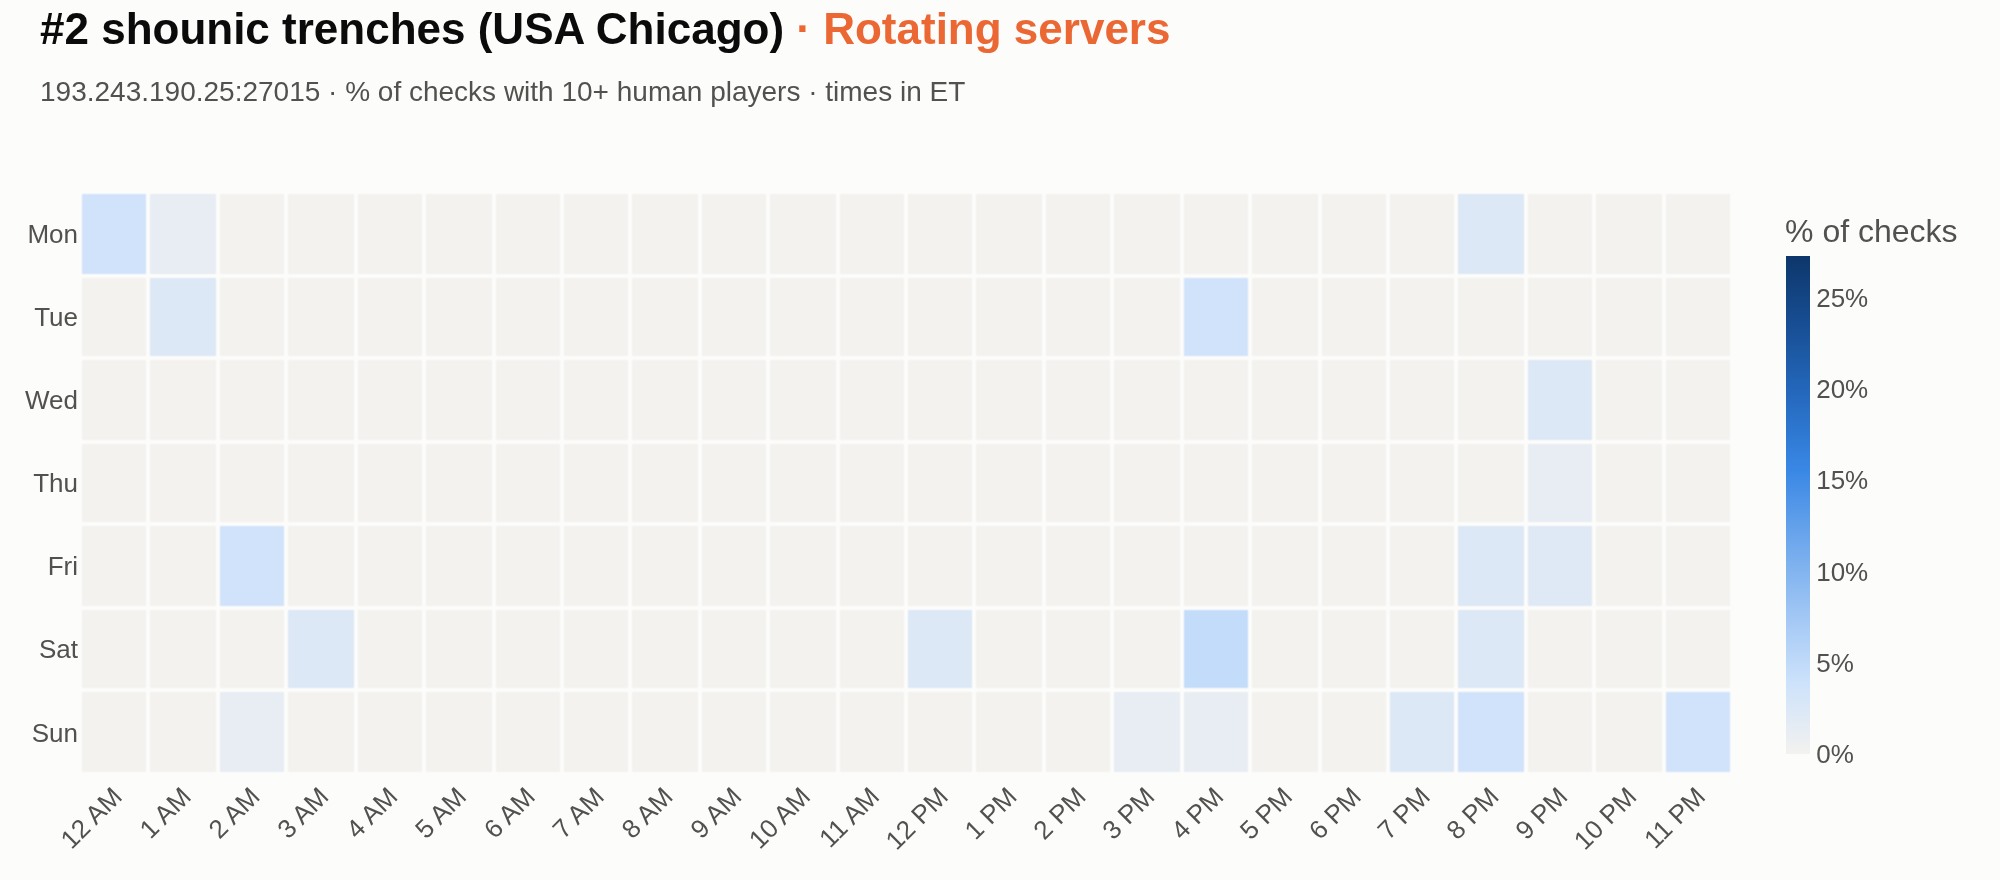 #2 shounic trenches (USA Chicago) · Rotating servers
193.243.190.25:27015 · % of checks with 10+ human players · times in ET
% of checks
Mon
Tue
Wed
Thu
Fri
Sat
Sun
25%
20%
15%
10%
5%
0%
12 AM
1 AM
2 AM
3 AM
4 AM
5 AM
6 AM
7 AM
8 AM
9 AM
10 AM
11 AM
12 PM
1 PM
2 PM
3 PM
4 PM
5 PM
6 PM
7 PM
8 PM
9 PM
10 PM
11 PM